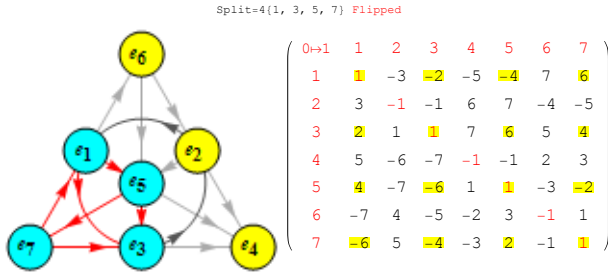 Split=4{1, 3, 5, 7} Flipped
e6
e1
e2
e5
e7
e3
e4
0↦1 1 2 3 4 5 6 7
1 1 -3 -2 -5 -4 7 6
2 3 -1 -1 6 7 -4 -5
3 2 1 1 7 6 5 4
4 5 -6 -7 -1 -1 2 3
5 4 -7 -6 1 1 -3 -2
6 -7 4 -5 -2 3 -1 1
7 -6 5 -4 -3 2 -1 1